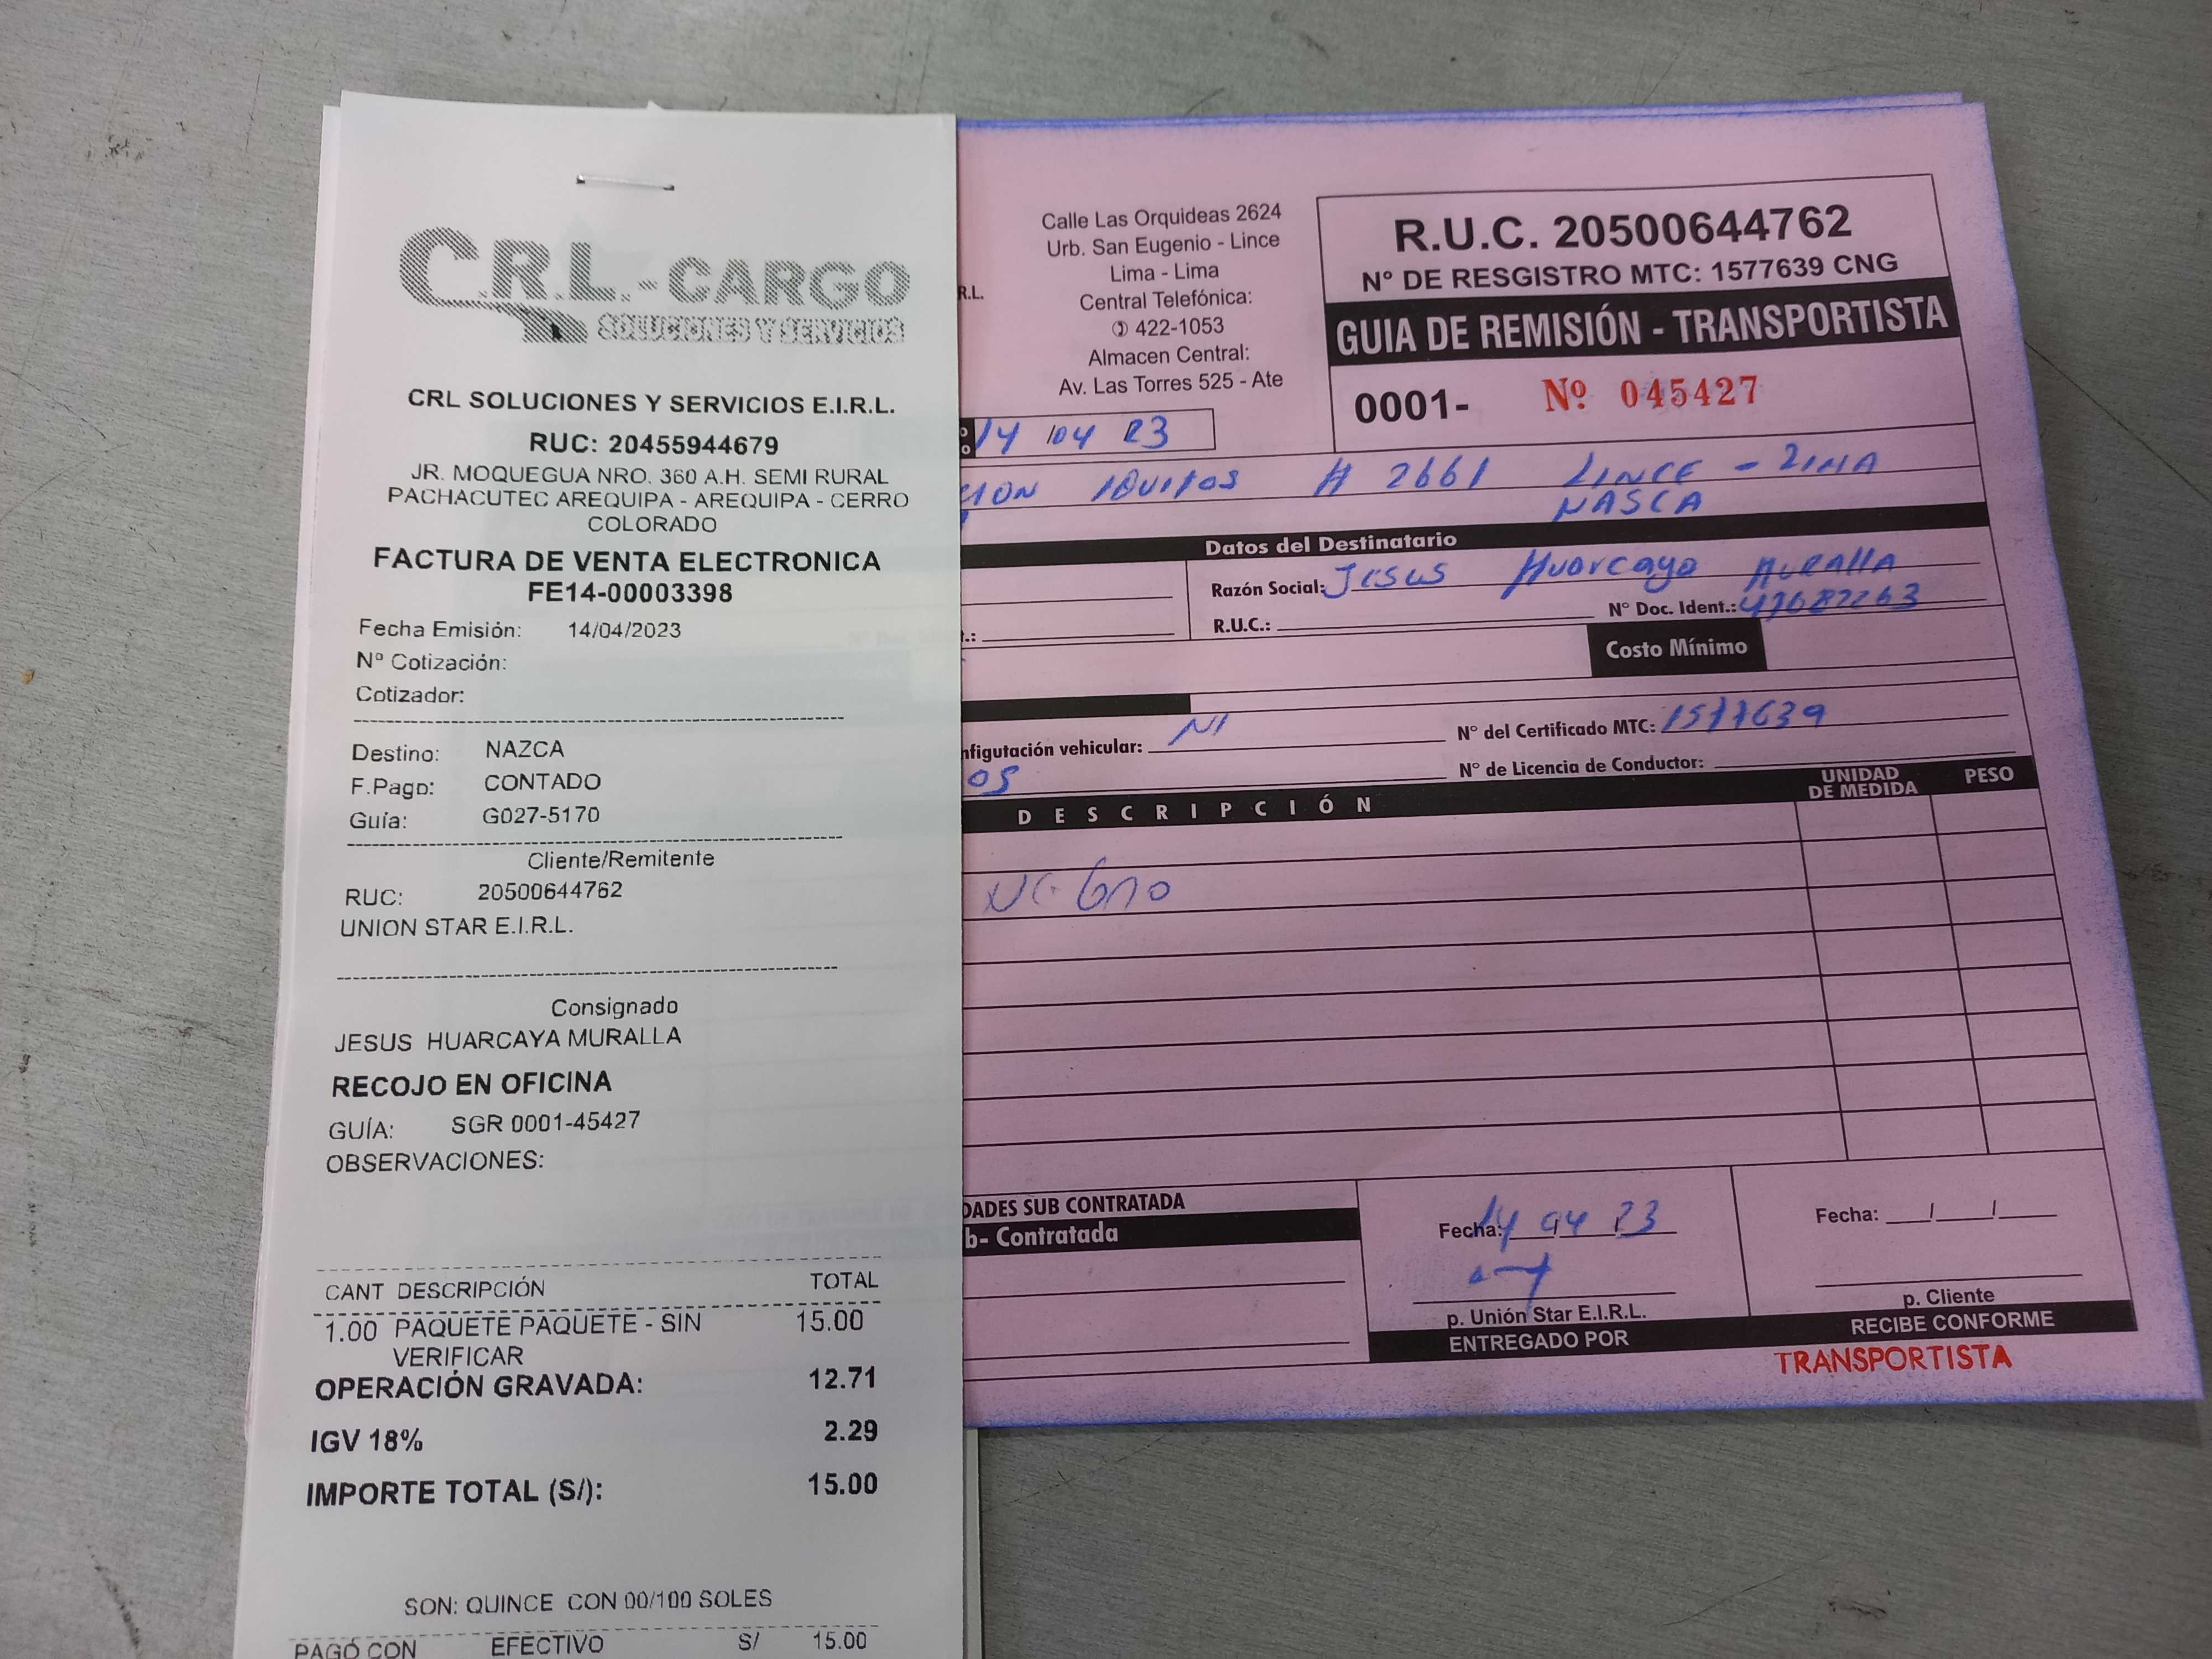 C.R.L.-CARGO
SOLUCIONES Y SERVICIOS
CRL SOLUCIONES Y SERVICIOS E.I.R.L.
RUC: 20455944679
JR. MOQUEGUA NRO. 360 A.H. SEMI RURAL
PACHACUTEC AREQUIPA - AREQUIPA - CERRO
COLORADO
FACTURA DE VENTA ELECTRONICA
FE14-00003398
Fecha Emisión: 14/04/2023
Nº Cotización:
Cotizador:
Destino: NAZCA
F.Pago: CONTADO
Guía: G027-5170
Cliente/Remitente
RUC: 20500644762
UNION STAR E.I.R.L.
Consignado
JESUS HUARCAYA MURALLA
RECOJO EN OFICINA
GUÍA: SGR 0001-45427
OBSERVACIONES:
CANT DESCRIPCIÓN TOTAL
1.00 PAQUETE PAQUETE - SIN 15.00
VERIFICAR
OPERACIÓN GRAVADA: 12.71
IGV 18% 2.29
IMPORTE TOTAL (S/): 15.00
SON: QUINCE CON 00/100 SOLES
PAGÓ CON EFECTIVO S/ 15.00
R.L.
Calle Las Orquideas 2624
Urb. San Eugenio - Lince
Lima - Lima
Central Telefónica:
✆ 422-1053
Almacen Central:
Av. Las Torres 525 - Ate
R.U.C. 20500644762
N° DE RESGISTRO MTC: 1577639 CNG
GUIA DE REMISIÓN - TRANSPORTISTA
0001- Nº 045427
14 04 23
# 2661 LINCE - LIMA
NASCA
Datos del Destinatario
Razón Social: Jesus Huarcaya MURALLA
R.U.C.: N° Doc. Ident.: 47687263
Costo Mínimo
nfigutación vehicular: N1 N° del Certificado MTC: 1577639
05 N° de Licencia de Conductor:
DESCRIPCIÓN UNIDAD DE MEDIDA PESO
DADES SUB CONTRATADA
b- Contratada
Fecha: 14 04 23
p. Unión Star E.I.R.L.
ENTREGADO POR
Fecha: / /
p. Cliente
RECIBE CONFORME
TRANSPORTISTA